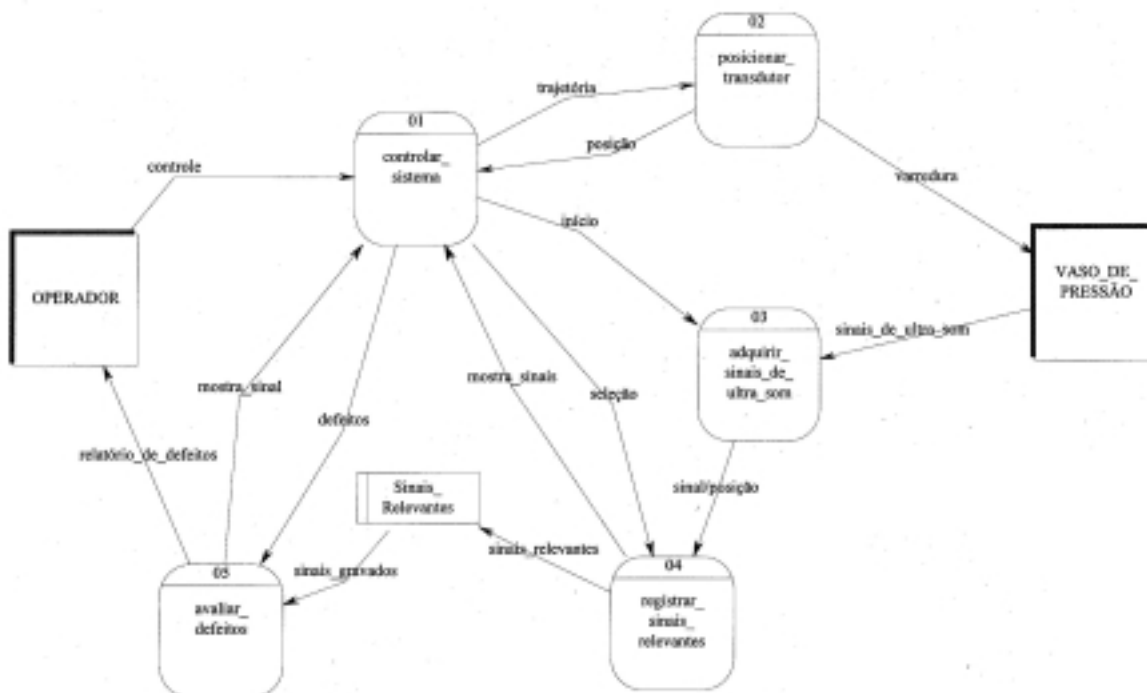 02
posicionar_
transdutor
trajetória
01
controlar_
sistema
posição
controle
varredura
início
OPERADOR
VASO_DE_
PRESSÃO
03
adquirir_
sinais_de_
ultra_som
sinais_de_ultra_som
mostra_sinal
mostra_sinais
seleção
defeitos
relatório_de_defeitos
Sinais_
Relevantes
sinal/posição
sinais_relevantes
sinais_gravados
05
avaliar_
defeitos
04
registrar_
sinais_
relevantes